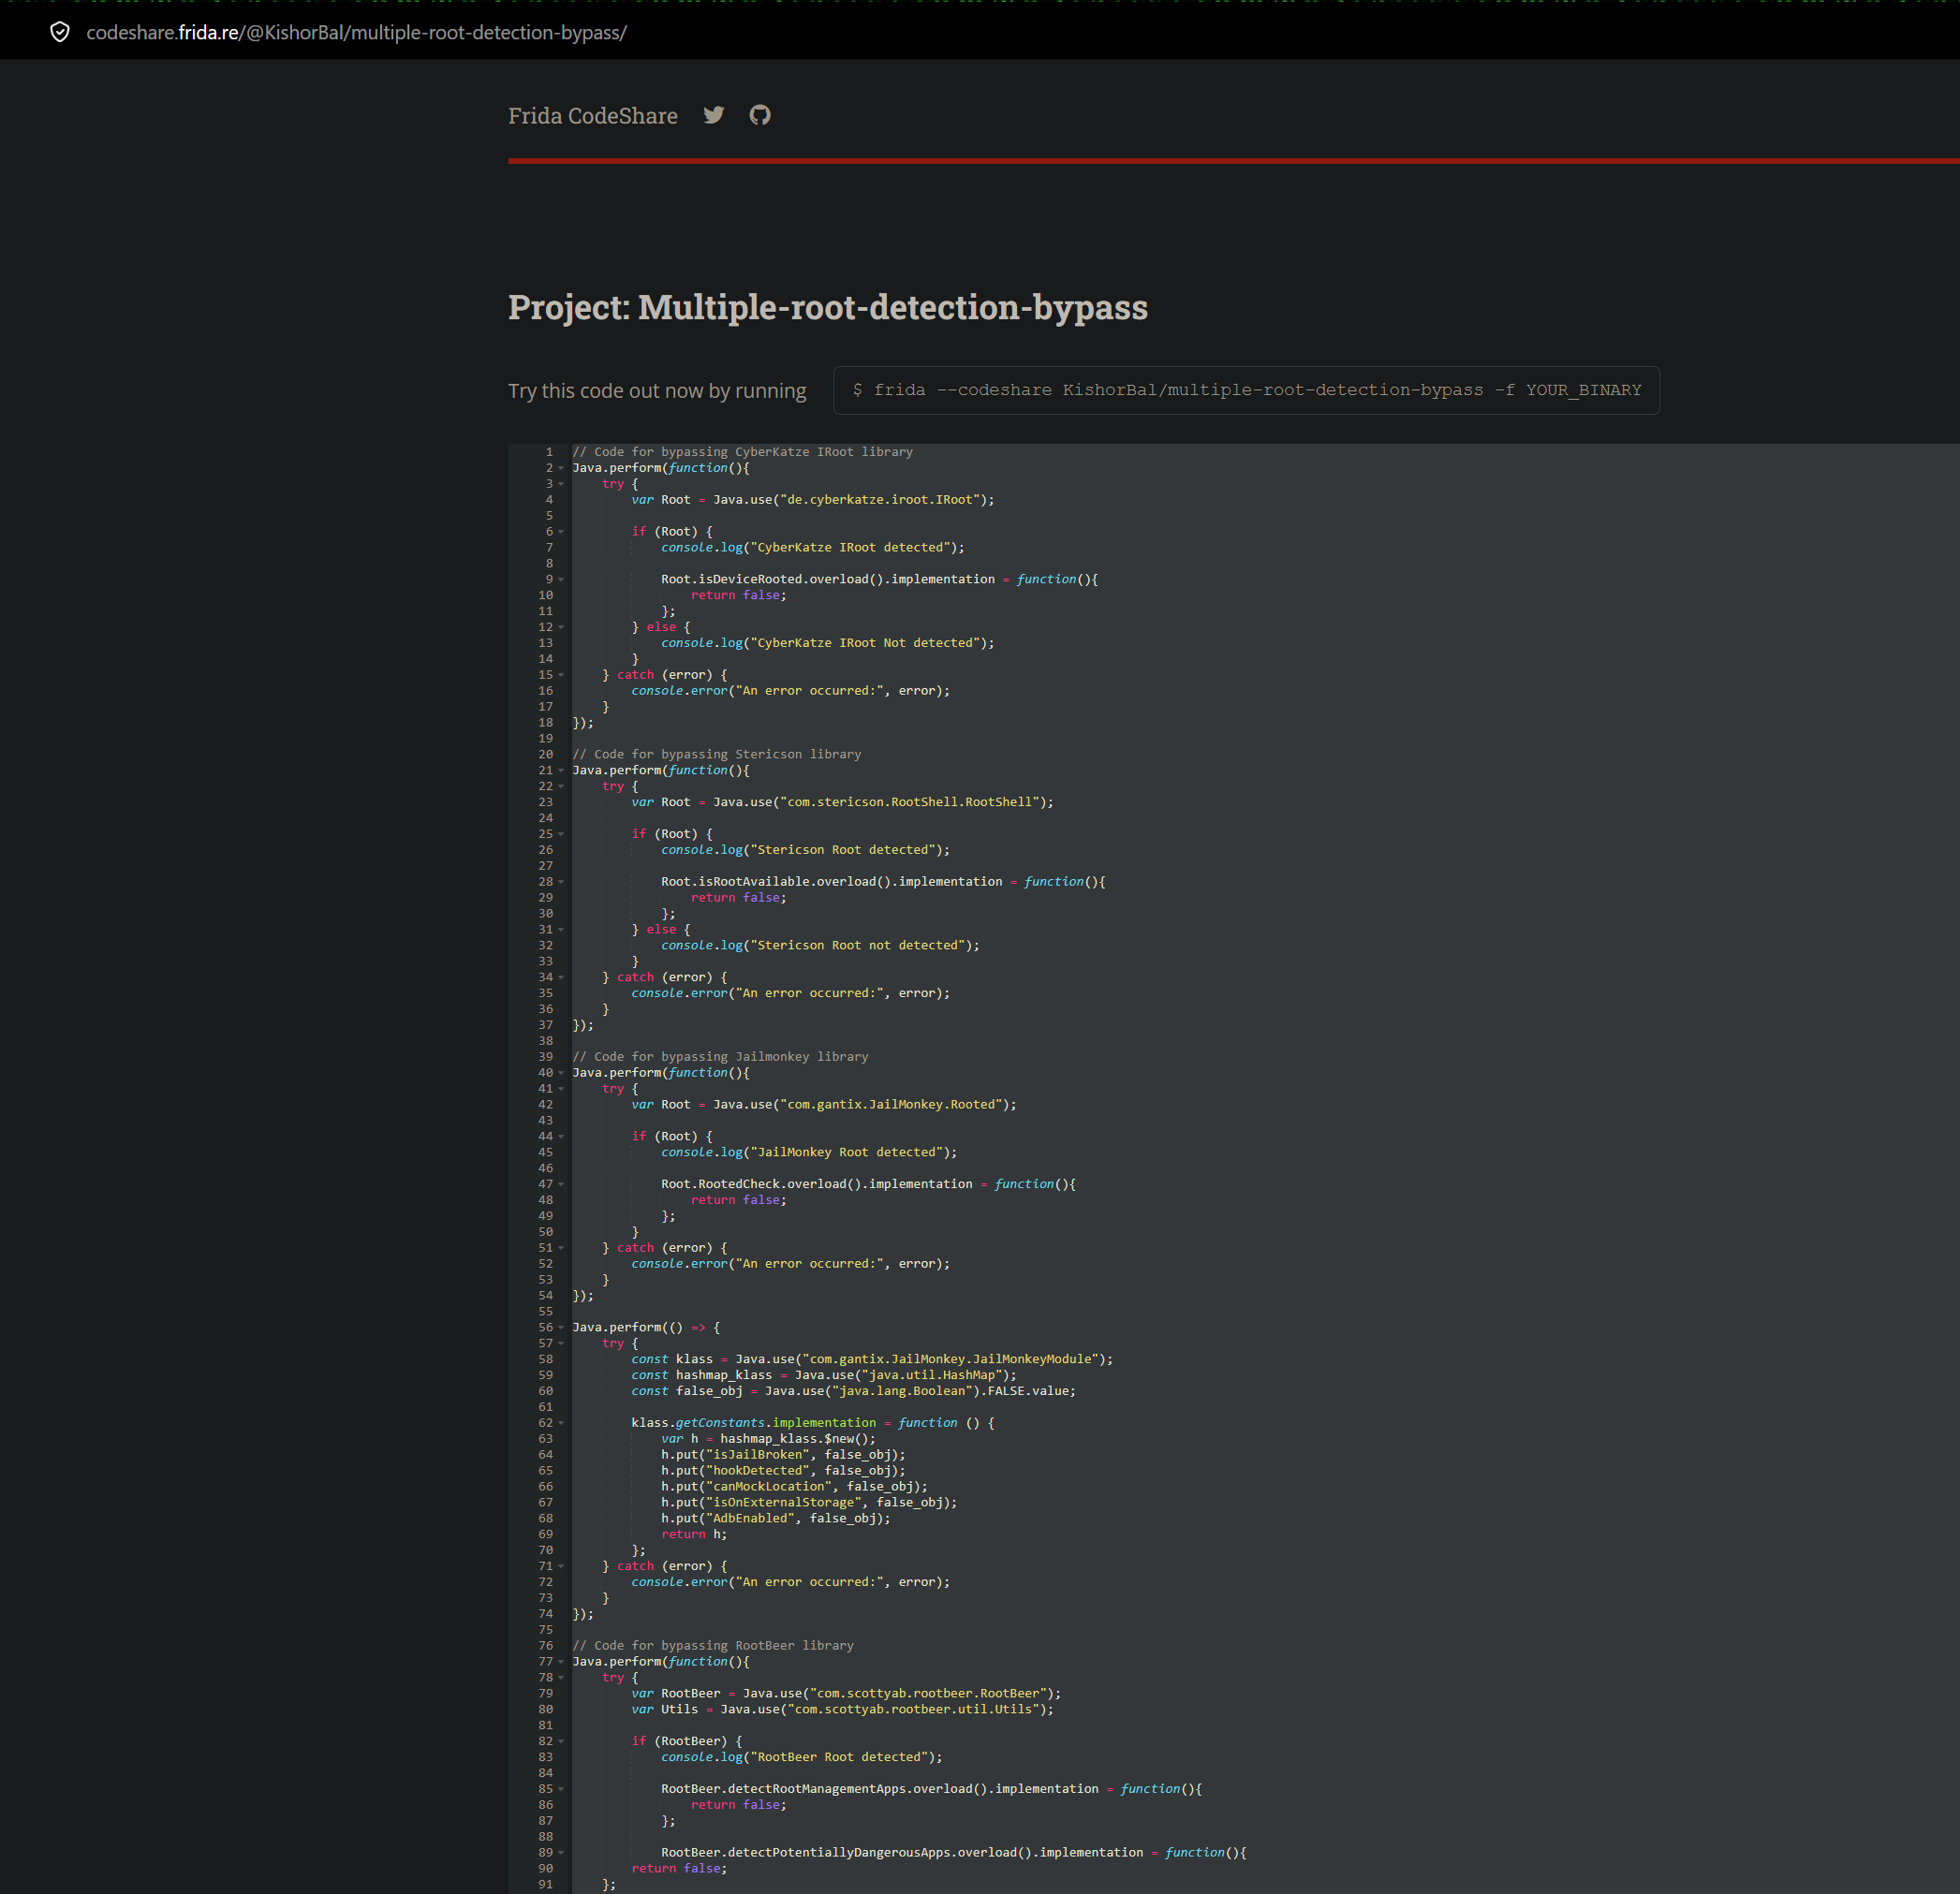 codeshare.frida.re/@KishorBal/multiple-root-detection-bypass/
Frida CodeShare
Project: Multiple-root-detection-bypass
Try this code out now by running
$ frida --codeshare KishorBal/multiple-root-detection-bypass -f YOUR_BINARY
1 // Code for bypassing CyberKatze IRoot library
2 Java.perform(function(){
3     try {
4         var Root = Java.use("de.cyberkatze.iroot.IRoot");
5
6         if (Root) {
7             console.log("CyberKatze IRoot detected");
8
9             Root.isDeviceRooted.overload().implementation = function(){
10                 return false;
11             };
12         } else {
13             console.log("CyberKatze IRoot Not detected");
14         }
15     } catch (error) {
16         console.error("An error occurred:", error);
17     }
18 });
19
20 // Code for bypassing Stericson library
21 Java.perform(function(){
22     try {
23         var Root = Java.use("com.stericson.RootShell.RootShell");
24
25         if (Root) {
26             console.log("Stericson Root detected");
27
28             Root.isRootAvailable.overload().implementation = function(){
29                 return false;
30             };
31         } else {
32             console.log("Stericson Root not detected");
33         }
34     } catch (error) {
35         console.error("An error occurred:", error);
36     }
37 });
38
39 // Code for bypassing Jailmonkey library
40 Java.perform(function(){
41     try {
42         var Root = Java.use("com.gantix.JailMonkey.Rooted");
43
44         if (Root) {
45             console.log("JailMonkey Root detected");
46
47             Root.RootedCheck.overload().implementation = function(){
48                 return false;
49             };
50         }
51     } catch (error) {
52         console.error("An error occurred:", error);
53     }
54 });
55
56 Java.perform(() => {
57     try {
58         const klass = Java.use("com.gantix.JailMonkey.JailMonkeyModule");
59         const hashmap_klass = Java.use("java.util.HashMap");
60         const false_obj = Java.use("java.lang.Boolean").FALSE.value;
61
62         klass.getConstants.implementation = function () {
63             var h = hashmap_klass.$new();
64             h.put("isJailBroken", false_obj);
65             h.put("hookDetected", false_obj);
66             h.put("canMockLocation", false_obj);
67             h.put("isOnExternalStorage", false_obj);
68             h.put("AdbEnabled", false_obj);
69             return h;
70         };
71     } catch (error) {
72         console.error("An error occurred:", error);
73     }
74 });
75
76 // Code for bypassing RootBeer library
77 Java.perform(function(){
78     try {
79         var RootBeer = Java.use("com.scottyab.rootbeer.RootBeer");
80         var Utils = Java.use("com.scottyab.rootbeer.util.Utils");
81
82         if (RootBeer) {
83             console.log("RootBeer Root detected");
84
85             RootBeer.detectRootManagementApps.overload().implementation = function(){
86                 return false;
87             };
88
89             RootBeer.detectPotentiallyDangerousApps.overload().implementation = function(){
90         return false;
91     };